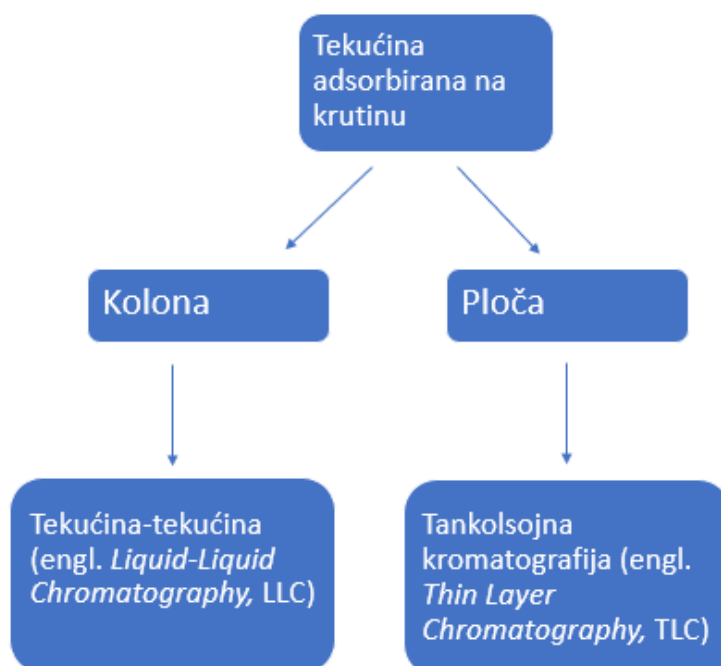 Tekućina
adsorbirana na
krutinu
Kolona
Ploča
Tekućina-tekućina
(engl. Liquid-Liquid
Chromatography, LLC)
Tankolsojna
kromatografija (engl.
Thin Layer
Chromatography, TLC)